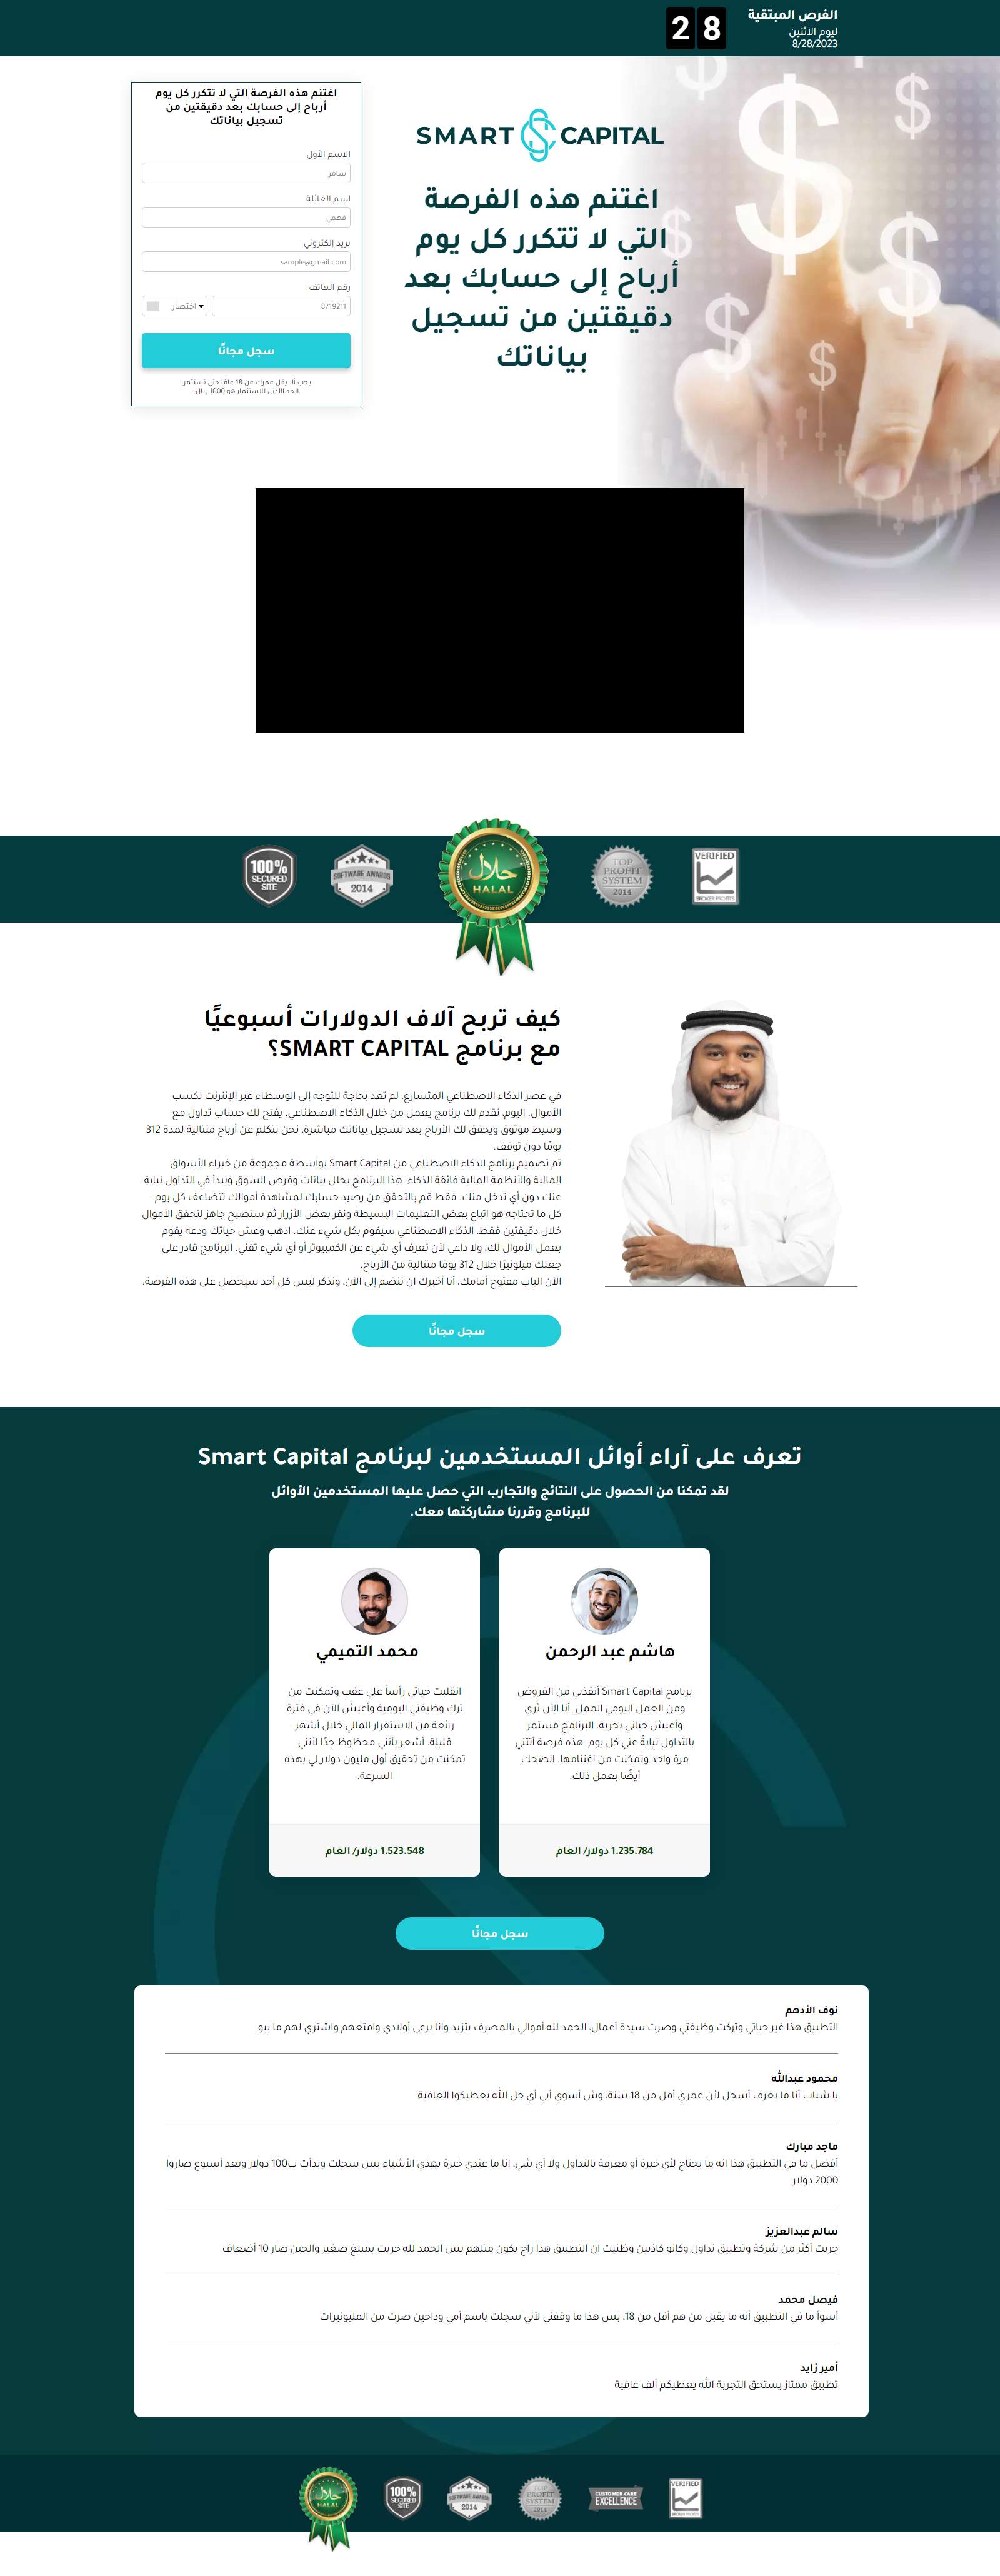 الفرص المبتقية
ليوم الاثنين
8/28/2023
28
SMART CAPITAL
اغتنم هذه الفرصة
التي لا تتكرر كل يوم
أرباح إلى حسابك بعد
دقيقتين من تسجيل
بياناتك
اغتنم هذه الفرصة التي لا تتكرر كل يوم
أرباح إلى حسابك بعد دقيقتين من
تسجيل بياناتك
الاسم الأول
سامر
اسم العائلة
فهمي
بريد إلكتروني
sample@gmail.com
رقم الهاتف
8719211
اختصار
سجل مجانًا
يجب ألا يقل عمرك عن 18 عامًا حتى تستثمر.
الحد الأدنى للاستثمار هو 1000 ريال.
100%
SECURED
SITE
SOFTWARE AWARDS
2014
حلال
HALAL
TOP
PROFIT
SYSTEM
2014
VERIFIED
BROKER PROFITS
كيف تربح آلاف الدولارات أسبوعيًا
مع برنامج SMART CAPITAL؟
في عصر الذكاء الاصطناعي المتسارع، لم تعد بحاجة للتوجه إلى الوسطاء عبر الإنترنت لكسب
الأموال. اليوم، نقدم لك برنامج يعمل من خلال الذكاء الاصطناعي. يفتح لك حساب تداول مع
وسيط موثوق ويحقق لك الأرباح بعد تسجيل بياناتك مباشرة، نحن نتكلم عن أرباح متتالية لمدة 312
يومًا دون توقف.
تم تصميم برنامج الذكاء الاصطناعي من Smart Capital بواسطة مجموعة من خبراء الأسواق
المالية والأنظمة المالية فائقة الذكاء. هذا البرنامج يحلل بيانات وفرص السوق ويبدأ في التداول نيابة
عنك دون أي تدخل منك. فقط قم بالتحقق من رصيد حسابك لمشاهدة أموالك تتضاعف كل يوم.
كل ما تحتاجه هو اتباع بعض التعليمات البسيطة ونقر بعض الأزرار ثم ستصبح جاهز لتحقق الأموال
خلال دقيقتين فقط، الذكاء الاصطناعي سيقوم بكل شيء عنك. اذهب وعش حياتك ودعه يقوم
بعمل الأموال لك، ولا داعي لأن تعرف أي شيء عن الكمبيوتر أو أي شيء تقني. البرنامج قادر على
جعلك ميلونيرًا خلال 312 يومًا متتالية من الأرباح.
الآن الباب مفتوح أمامك، أنا أخبرك ان تنضم إلى الآن، وتذكر ليس كل أحد سيحصل على هذه الفرصة.
سجل مجانًا
تعرف على آراء أوائل المستخدمين لبرنامج Smart Capital
لقد تمكنا من الحصول على النتائج والتجارب التي حصل عليها المستخدمين الأوائل
للبرنامج وقررنا مشاركتها معك.
هاشم عبد الرحمن
برنامج Smart Capital أنقذني من القروض
ومن العمل اليومي الممل. أنا الآن ثري
وأعيش حياتي بحرية. البرنامج مستمر
بالتداول نيابةً عني كل يوم. هذه فرصة أتتني
مرة واحد وتمكنت من اغتنامها. انصحك
أيضًا بعمل ذلك.
1.235.784 دولار/ العام
محمد التميمي
انقلبت حياتي رأساً على عقب وتمكنت من
ترك وظيفتي اليومية وأعيش الآن في فترة
رائعة من الاستقرار المالي خلال أشهر
قليلة. أشعر بأنني محظوظ جدًا لأنني
تمكنت من تحقيق أول مليون دولار لي بهذه
السرعة.
1.523.548 دولار/ العام
سجل مجانًا
نوف الأدهم
التطبيق هذا غير حياتي وتركت وظيفتي وصرت سيدة أعمال، الحمد لله أموالي بالمصرف بتزيد وانا برعى أولادي وامتعهم واشتري لهم ما يبو
محمود عبدالله
يا شباب أنا ما بعرف أسجل لأن عمري أقل من 18 سنة، وش أسوي أبي أي حل الله يعطيكوا العافية
ماجد مبارك
أفضل ما في التطبيق هذا انه ما يحتاج لأي خبرة أو معرفة بالتداول ولا أي شي، انا ما عندي خبرة بهذي الأشياء بس سجلت وبدأت ب100 دولار وبعد أسبوع صاروا
2000 دولار
سالم عبدالعزيز
جربت أكثر من شركة وتطبيق تداول وكانو كاذبين وظنيت ان التطبيق هذا راح يكون متلهم بس الحمد لله جربت بمبلغ صغير والحين صار 10 أضعاف
فيصل محمد
أسوأ ما في التطبيق أنه ما يقبل من هم أقل من 18، بس هذا ما وقفني لأني سجلت باسم أمي وداحين صرت من المليونيرات
أمير زايد
تطبيق ممتاز يستحق التجربة الله يعطيكم ألف عافية
حلال
HALAL
100%
SECURED
SITE
SOFTWARE AWARDS
2014
TOP
PROFIT
SYSTEM
2014
CUSTOMER CARE
EXCELLENCE
VERIFIED